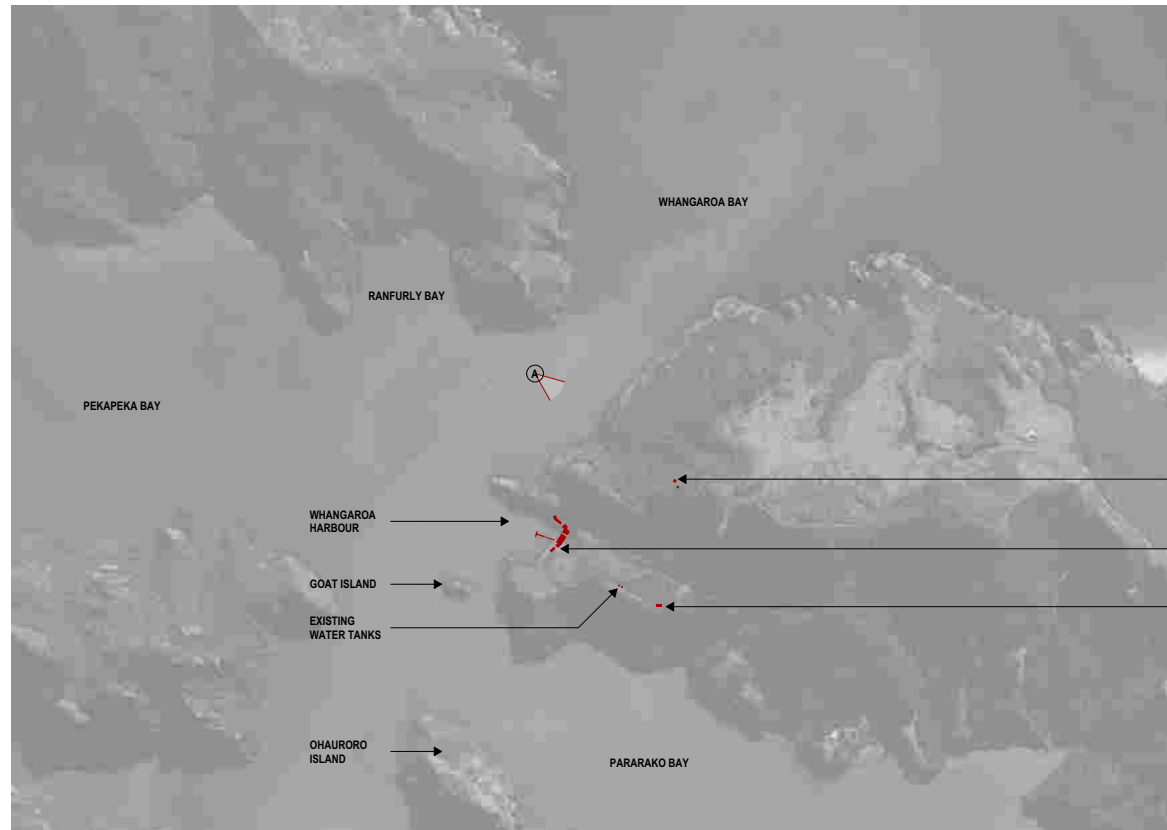 WHANGAROA BAY
RANFURLY BAY
A
PEKAPEKA BAY
WHANGAROA
HARBOUR
GOAT ISLAND
EXISTING
WATER TANKS
OHAURORO
ISLAND
PARARAKO BAY